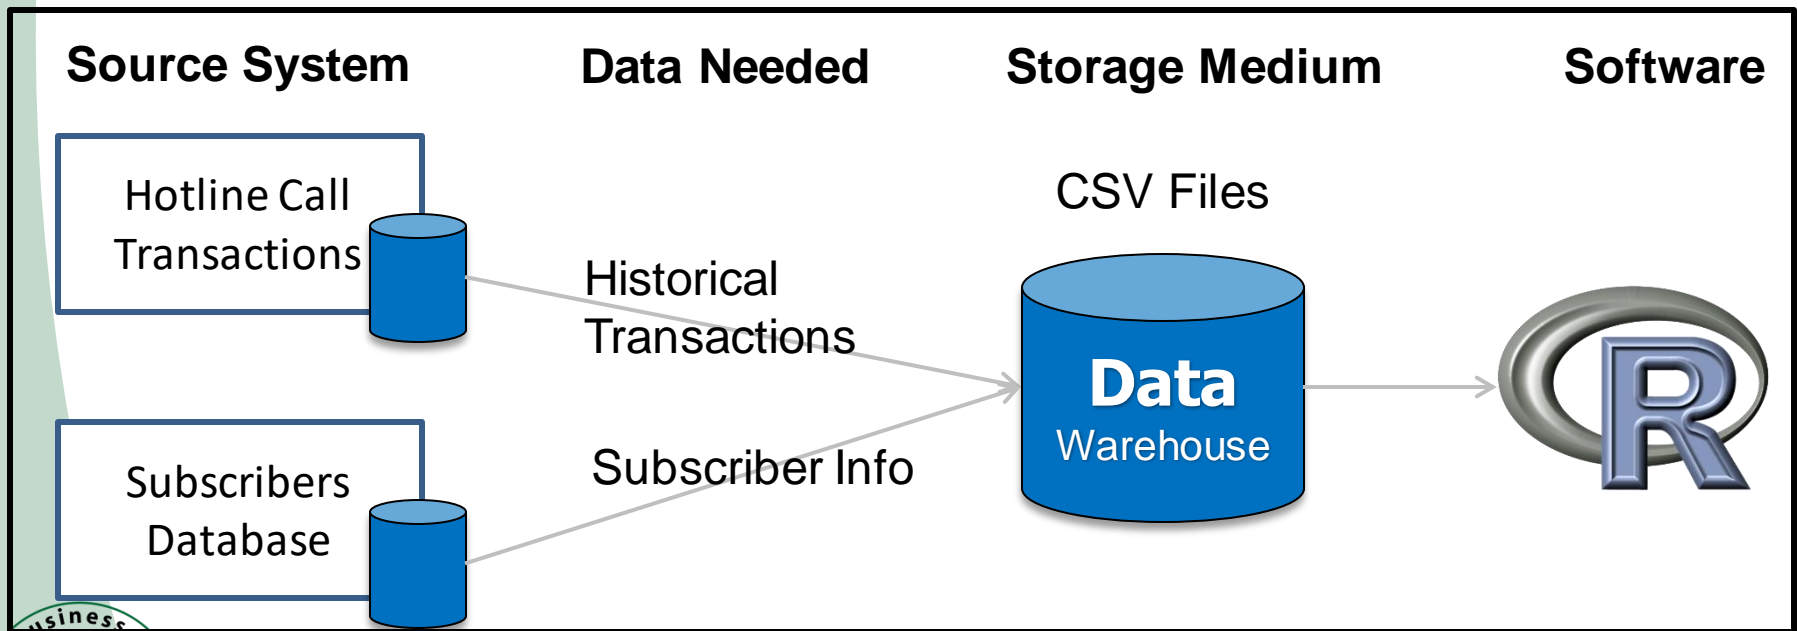 Source System
Data Needed
Storage Medium
Software
Hotline Call
Transactions
CSV Files
Historical
Transactions
Data
Warehouse
R
Subscriber Info
Subscribers
Database